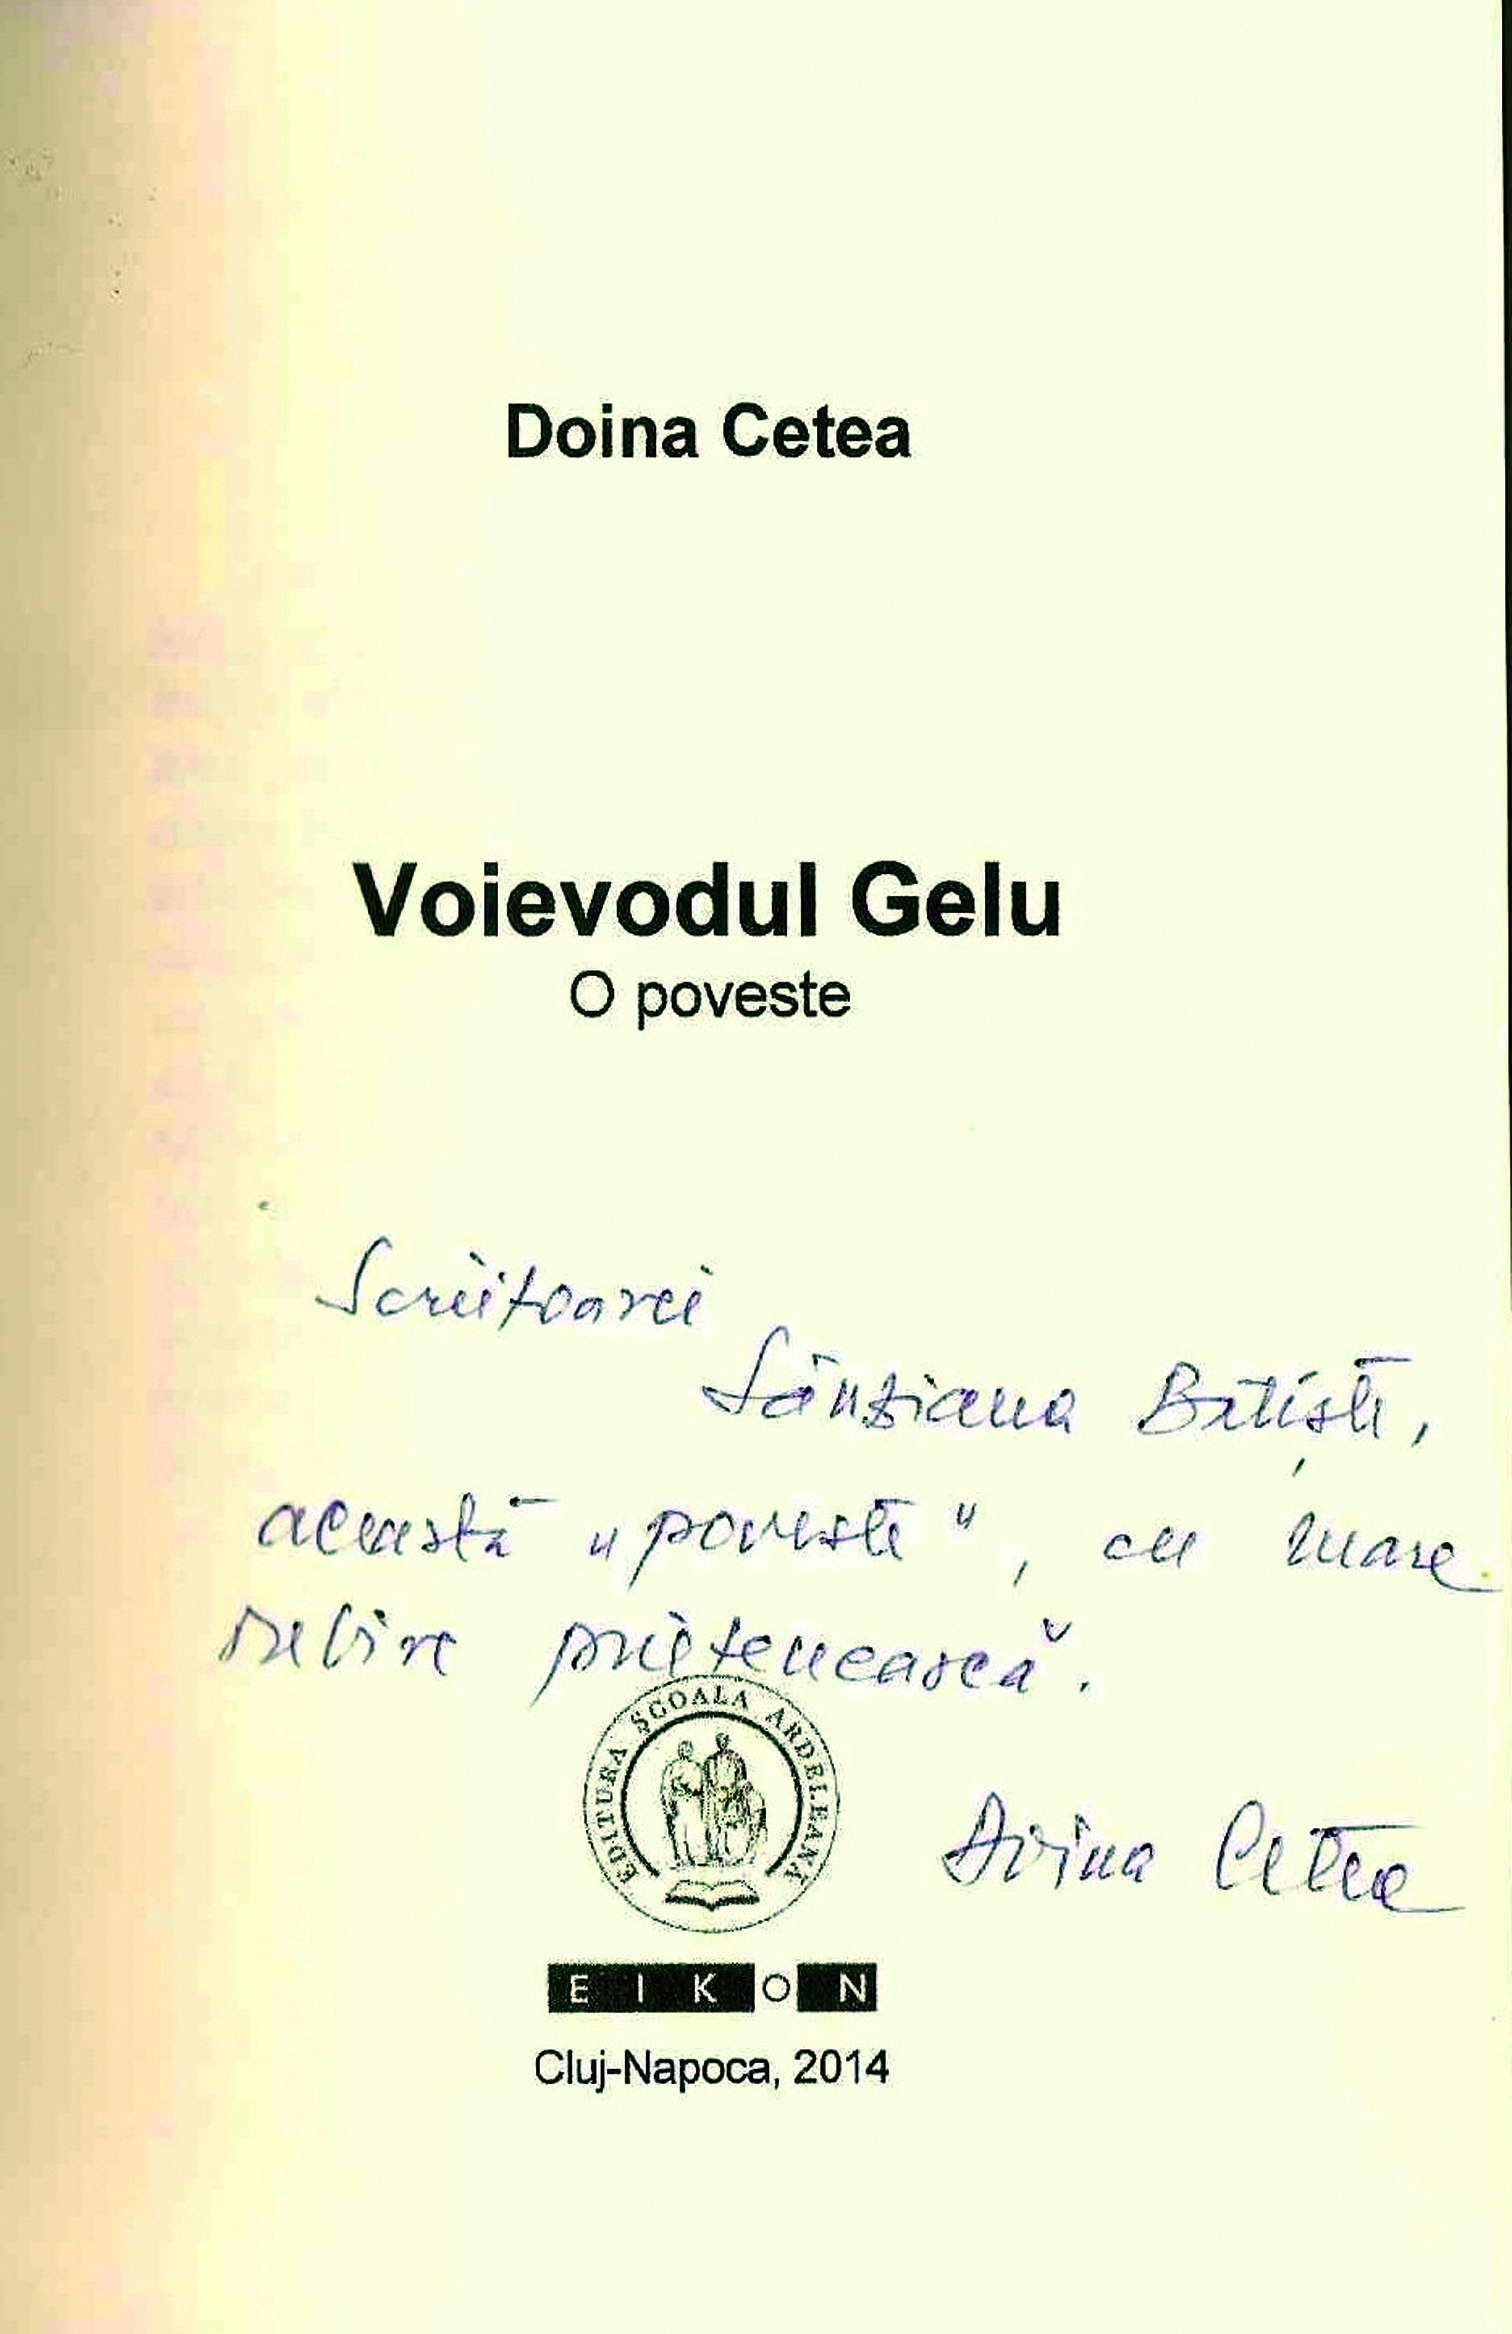 Doina Cetea
Voievodul Gelu
O poveste
Scriitoarei
Sânziana Batiște,
această „poveste", cu mare
iubire prietenească.
EDITURA ȘCOALA ARDELEANĂ
Doina Cetea
EIKON
Cluj-Napoca, 2014